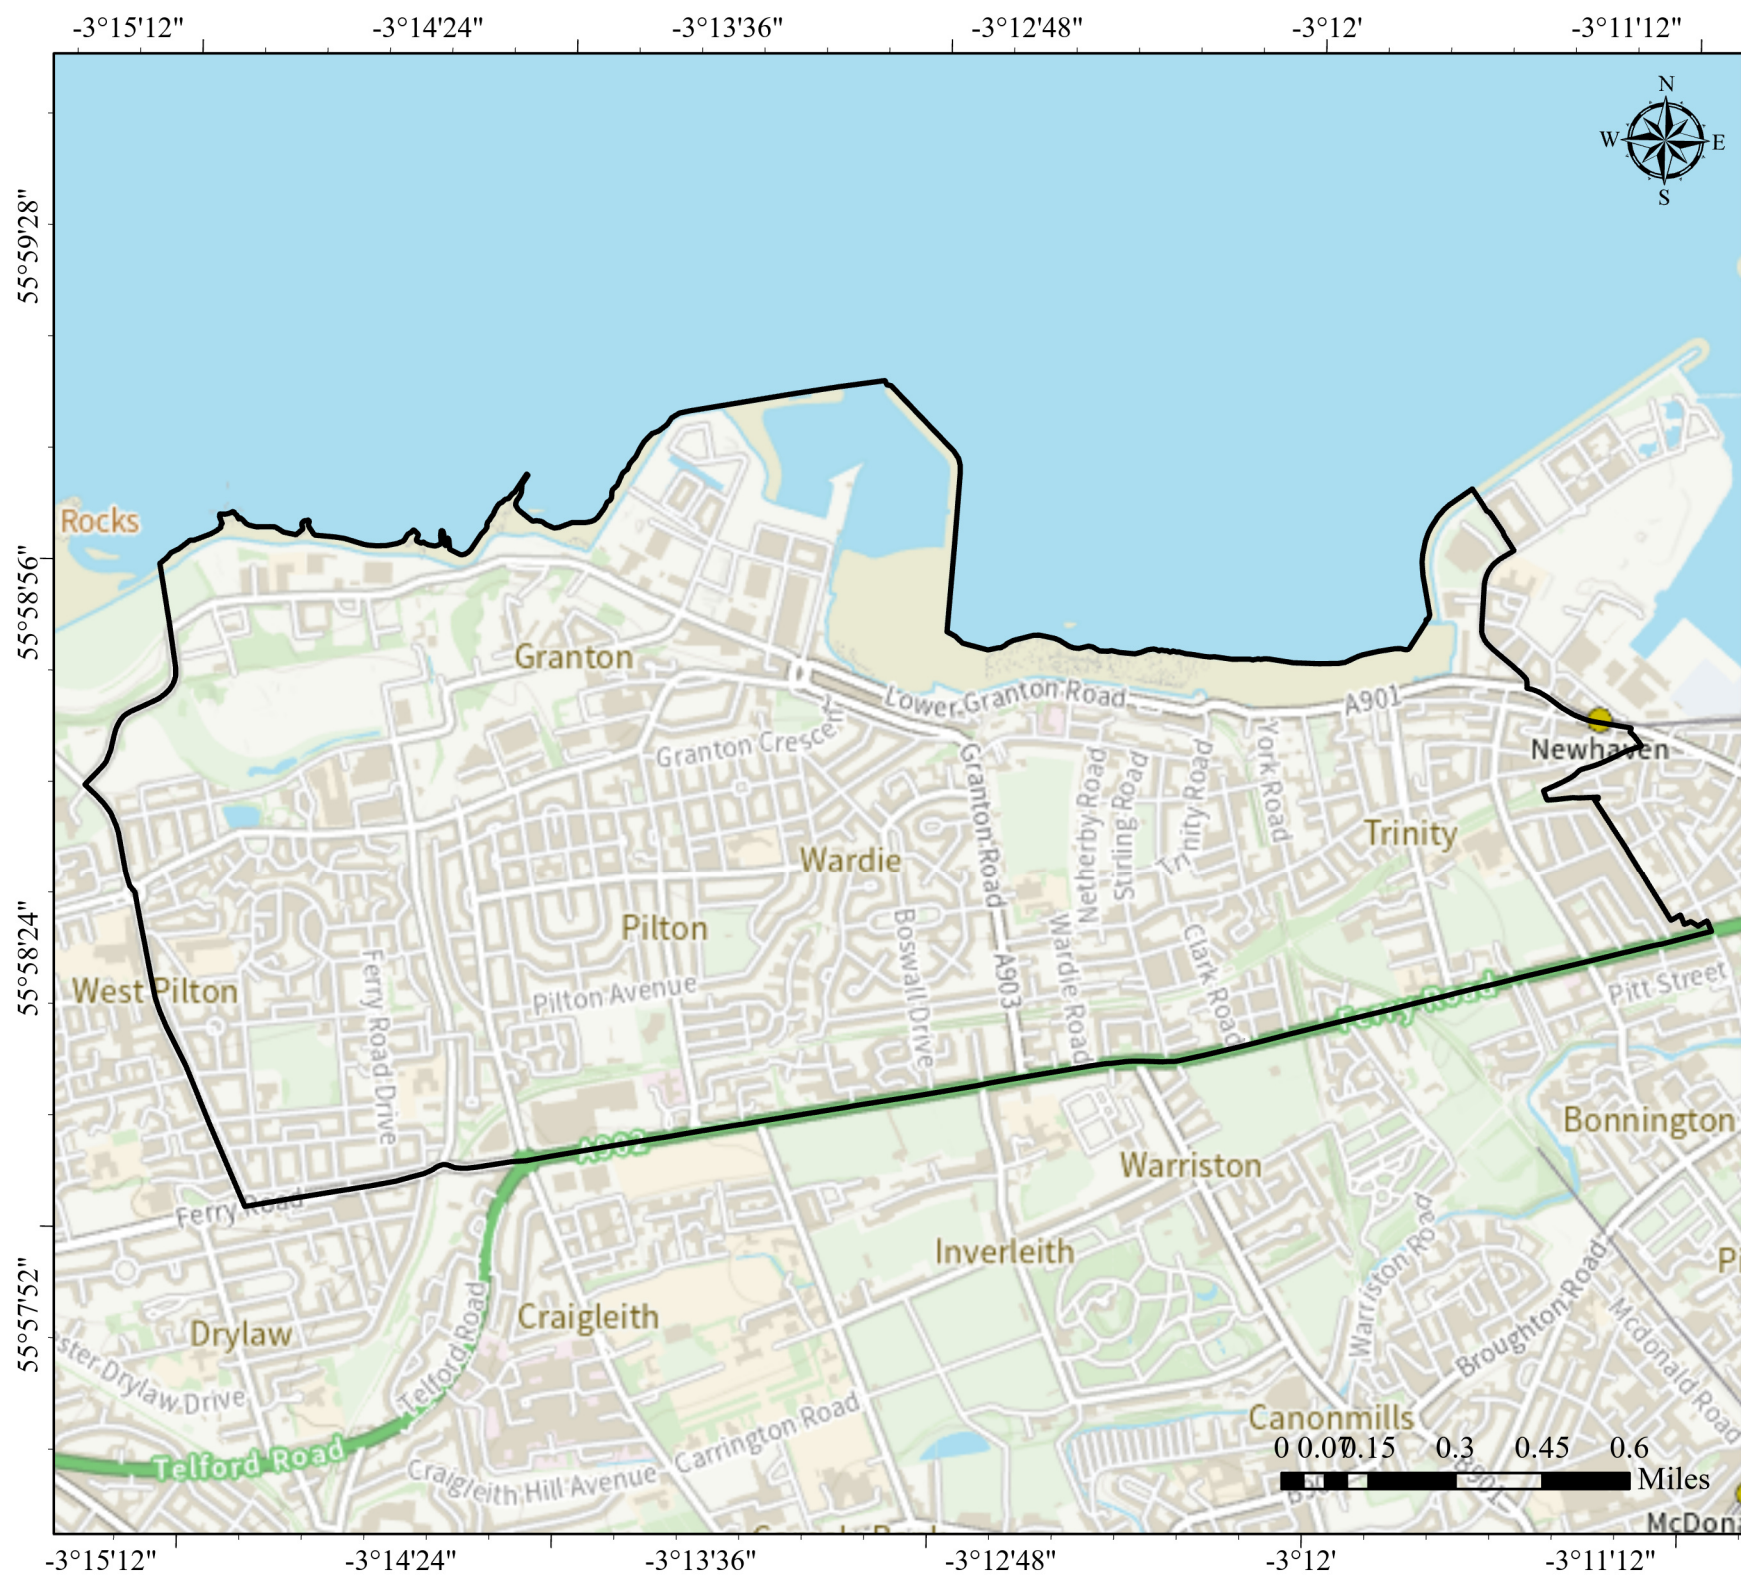 -3°15'12" -3°14'24" -3°13'36" -3°12'48" -3°12' -3°11'12"
N
W E
S
55°59'28"
55°58'56"
55°58'24"
55°57'52"
Rocks
Granton
Lower Granton Road
A901
Granton Crescent
Newhaven
Granton Road
Netherby Road
Stirling Road
Trinity Road
York Road
Trinity
Wardie
Pilton
Boswall Drive
Wardie Road
Clark Road
West Pilton
Ferry Road Drive
Pilton Avenue
A903
Ferry Road
Pitt Street
Bonnington
A902
Warriston
Ferry Road
Inverleith
Warriston Road
Broughton Road
Mcdonald Road
Craigleith
Drylaw
Telford Road
Drylaw Drive
Carrington Road
Canonmills
Telford Road
Craigleith Hill Avenue
B901
0 0.07 0.15 0.3 0.45 0.6
Miles
McDona
-3°15'12" -3°14'24" -3°13'36" -3°12'48" -3°12' -3°11'12"